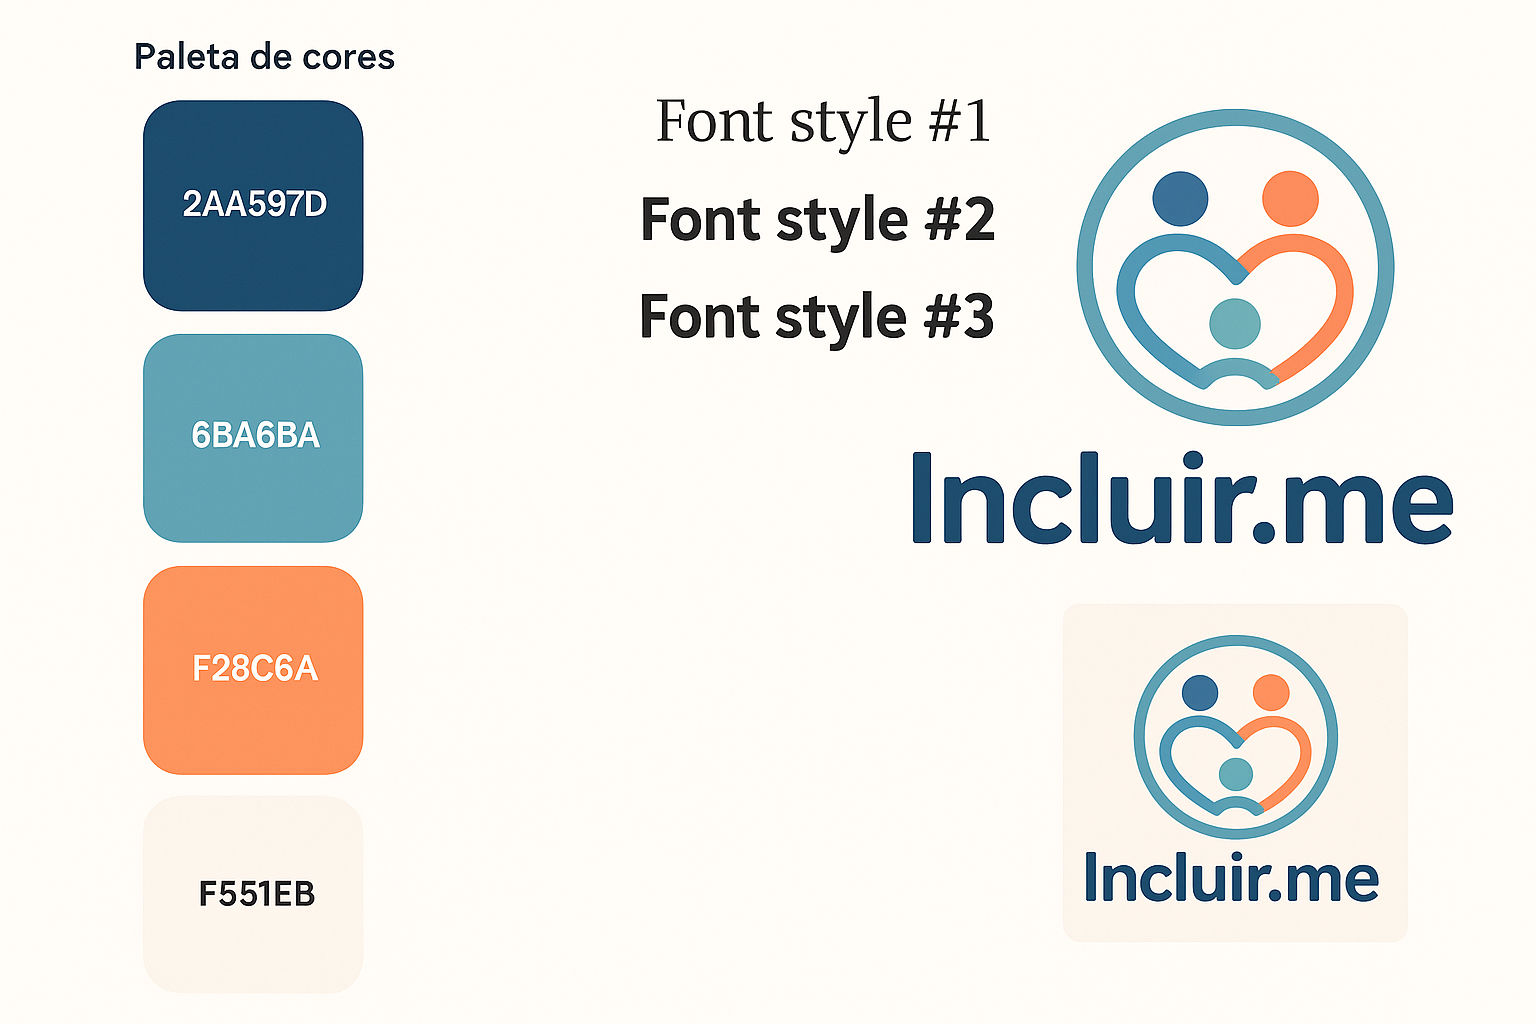 Paleta de cores
2AA597D
6BA6BA
F28C6A
F551EB
Font style #1
Font style #2
Font style #3
Incluir.me
Incluir.me